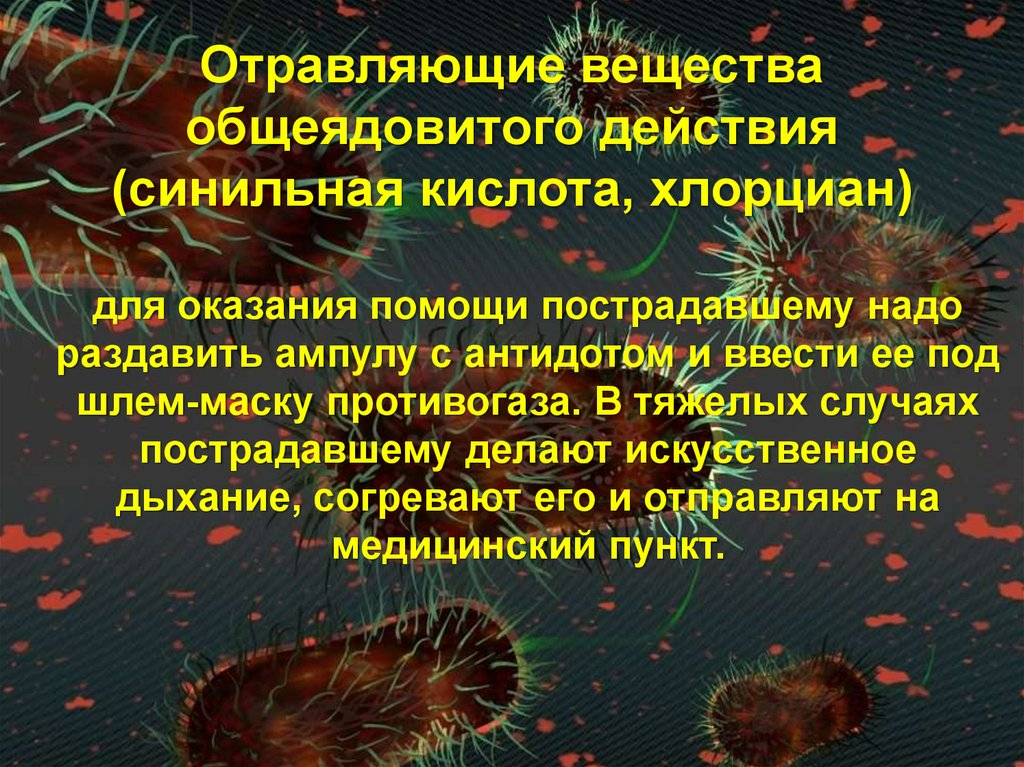 Отравляющие вещества
общеядовитого действия
(синильная кислота, хлорциан)
для оказания помощи пострадавшему надо
раздавить ампулу с антидотом и ввести ее под
шлем-маску противогаза. В тяжелых случаях
пострадавшему делают искусственное
дыхание, согревают его и отправляют на
медицинский пункт.